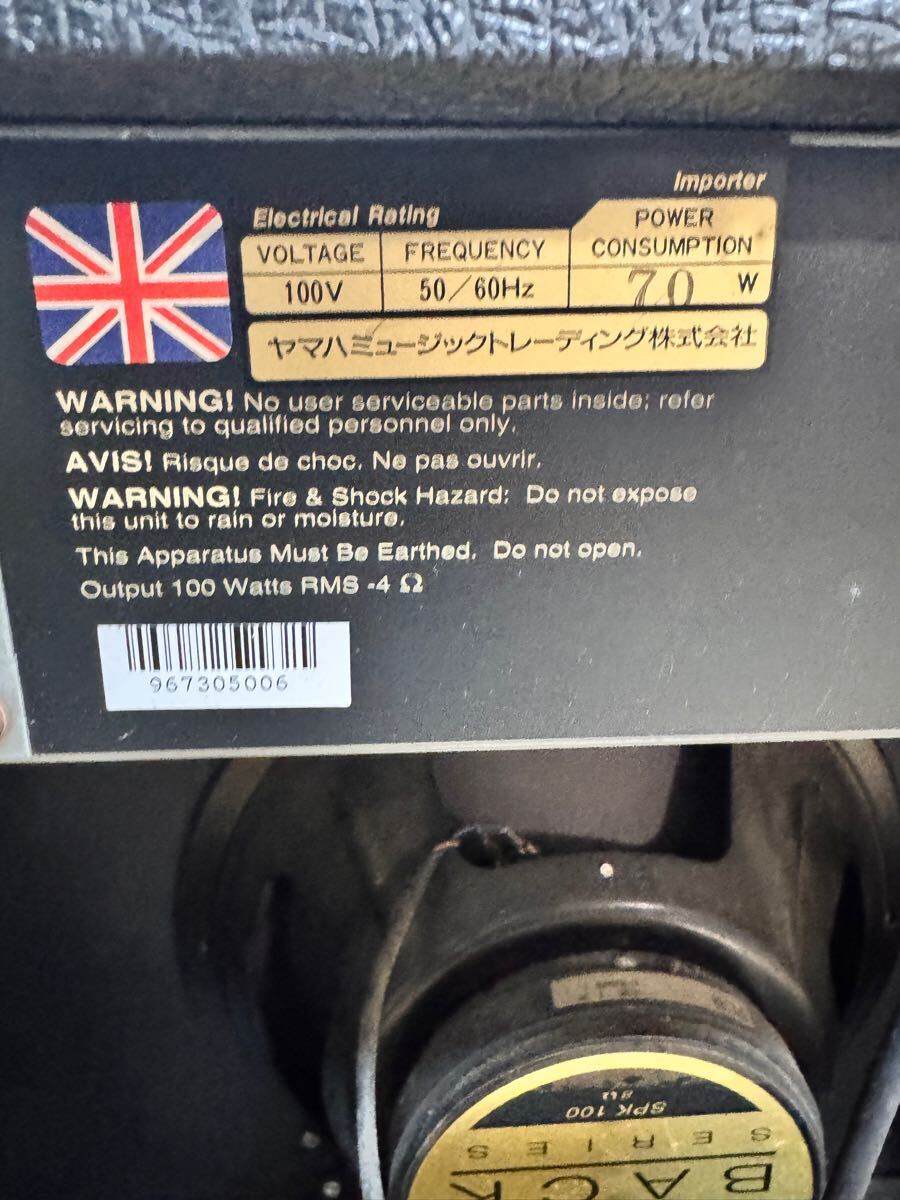 Importer
Electrical Rating
VOLTAGE
FREQUENCY
POWER CONSUMPTION
100V
50/60Hz
70 W
ヤマハミュージックトレーディング株式会社
WARNING! No user serviceable parts inside; refer
servicing to qualified personnel only.
AVIS! Risque de choc. Ne pas ouvrir.
WARNING! Fire & Shock Hazard: Do not expose
this unit to rain or moisture.
This Apparatus Must Be Earthed. Do not open.
Output 100 Watts RMS -4 Ω
967305006
BACK
SERIES
SPK 100
8Ω